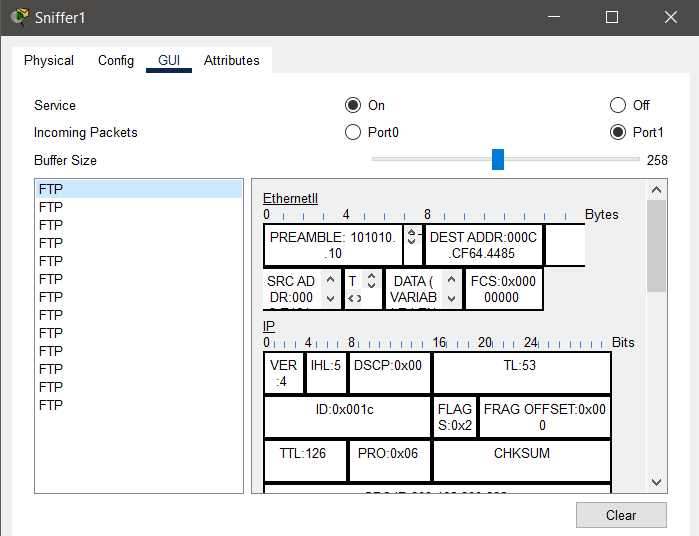 Sniffer1
Physical Config GUI Attributes
Service On Off
Incoming Packets Port0 Port1
Buffer Size 258
FTP
FTP
FTP
FTP
FTP
FTP
FTP
FTP
FTP
FTP
FTP
FTP
FTP
EthernetII
0 4 8 Bytes
PREAMBLE: 101010.
.10
DEST ADDR:000C
.CF64.4485
SRC AD
DR:000
T
DATA (
VARIAB
FCS:0x000
00000
IP
0 4 8 16 20 24 Bits
VER
:4
IHL:5
DSCP:0x00
TL:53
ID:0x001c
FLAG
S:0x2
FRAG OFFSET:0x00
0
TTL:126
PRO:0x06
CHKSUM
Clear